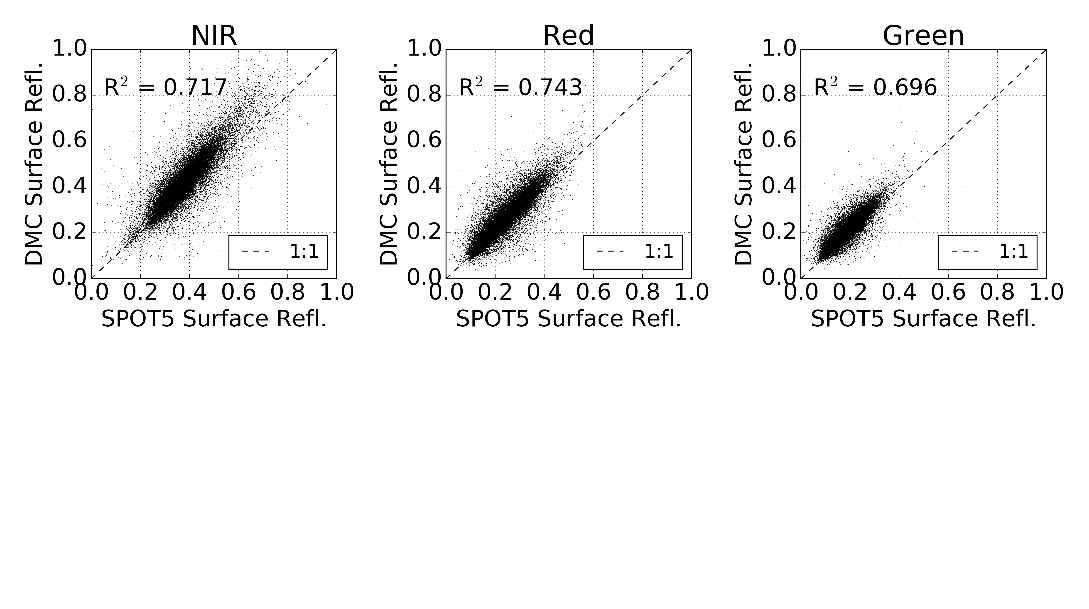 NIR
R² = 0.717
DMC Surface Refl.
1.0
0.8
0.6
0.4
0.2
0.0
1:1
0.0 0.2 0.4 0.6 0.8 1.0
SPOT5 Surface Refl.
Red
R² = 0.743
DMC Surface Refl.
1.0
0.8
0.6
0.4
0.2
0.0
1:1
0.0 0.2 0.4 0.6 0.8 1.0
SPOT5 Surface Refl.
Green
R² = 0.696
DMC Surface Refl.
1.0
0.8
0.6
0.4
0.2
0.0
1:1
0.0 0.2 0.4 0.6 0.8 1.0
SPOT5 Surface Refl.